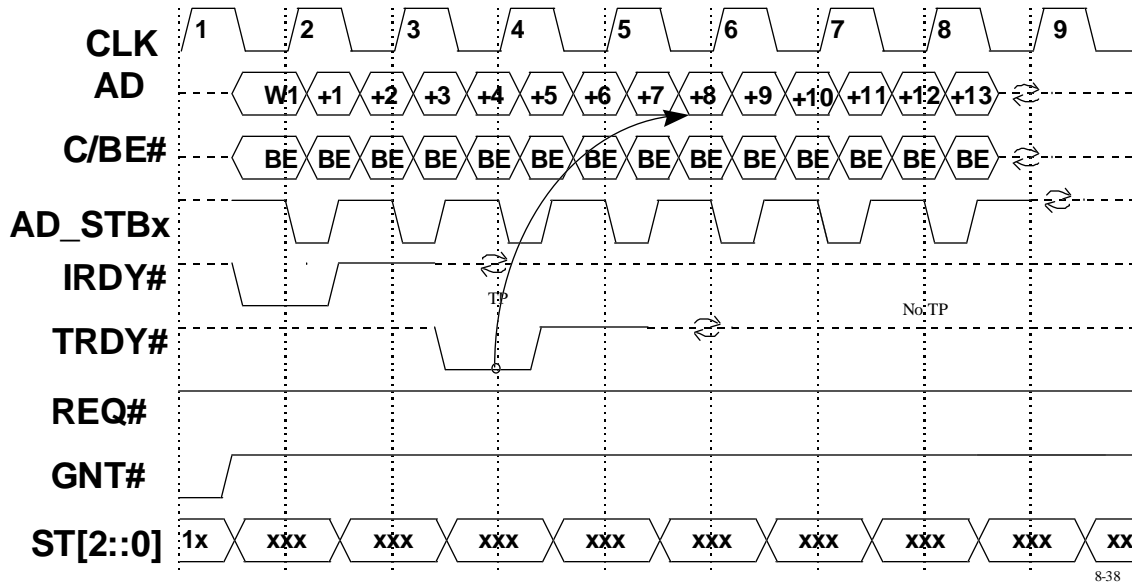 CLK 1 2 3 4 5 6 7 8 9
AD W1 +1 +2 +3 +4 +5 +6 +7 +8 +9 +10 +11 +12 +13
C/BE# BE BE BE BE BE BE BE BE BE BE BE BE BE BE
AD_STBx
IRDY#
TP
No TP
TRDY#
REQ#
GNT#
ST[2::0] 1x xxx xxx xxx xxx xxx xxx xxx xxx xx
8-38